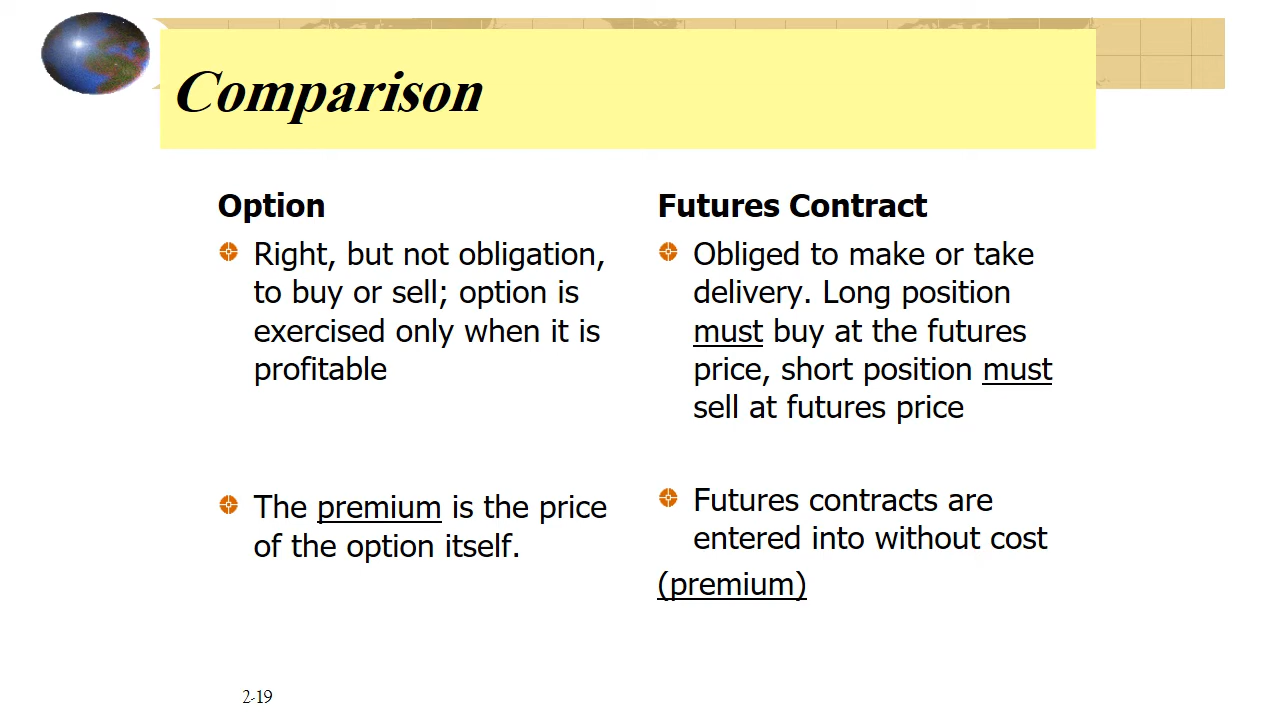 Comparison
Option
Right, but not obligation,
to buy or sell; option is
exercised only when it is
profitable
The premium is the price
of the option itself.
Futures Contract
Obliged to make or take
delivery. Long position
must buy at the futures
price, short position must
sell at futures price
Futures contracts are
entered into without cost
(premium)
2-19